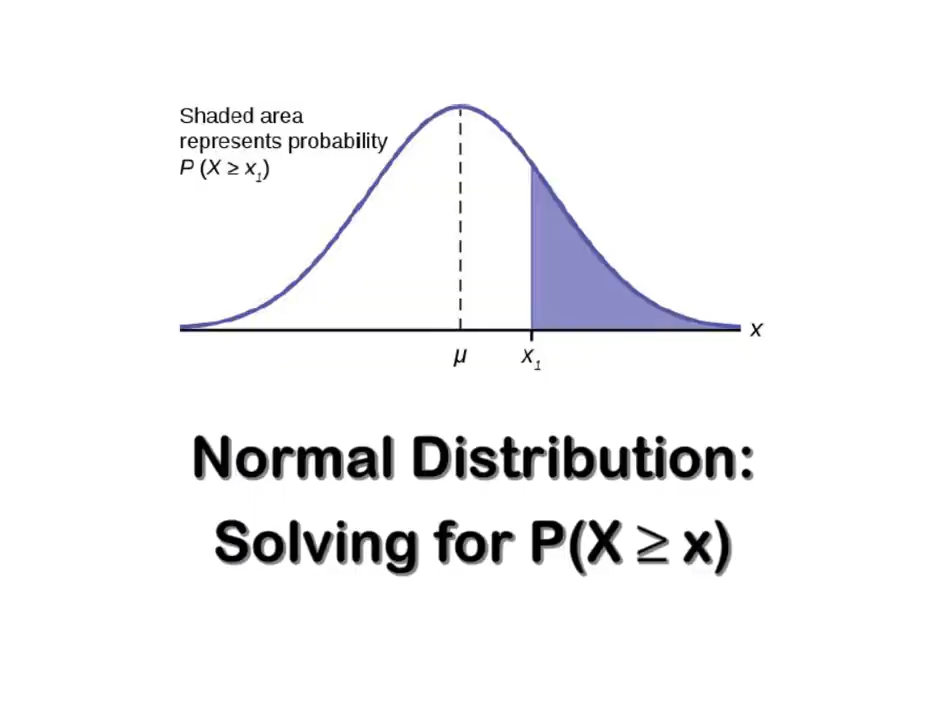 Shaded area
represents probability
P (X ≥ x₁)
x
μ
x₁
Normal Distribution:
Solving for P(X ≥ x)